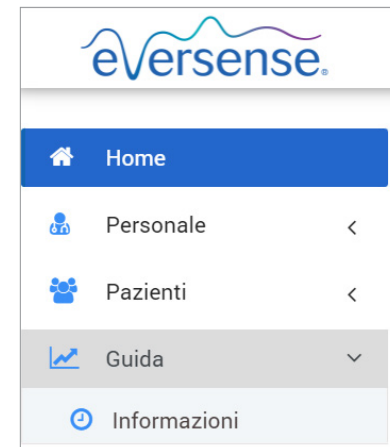 eversense®
Home
Personale
Pazienti
Guida
Informazioni